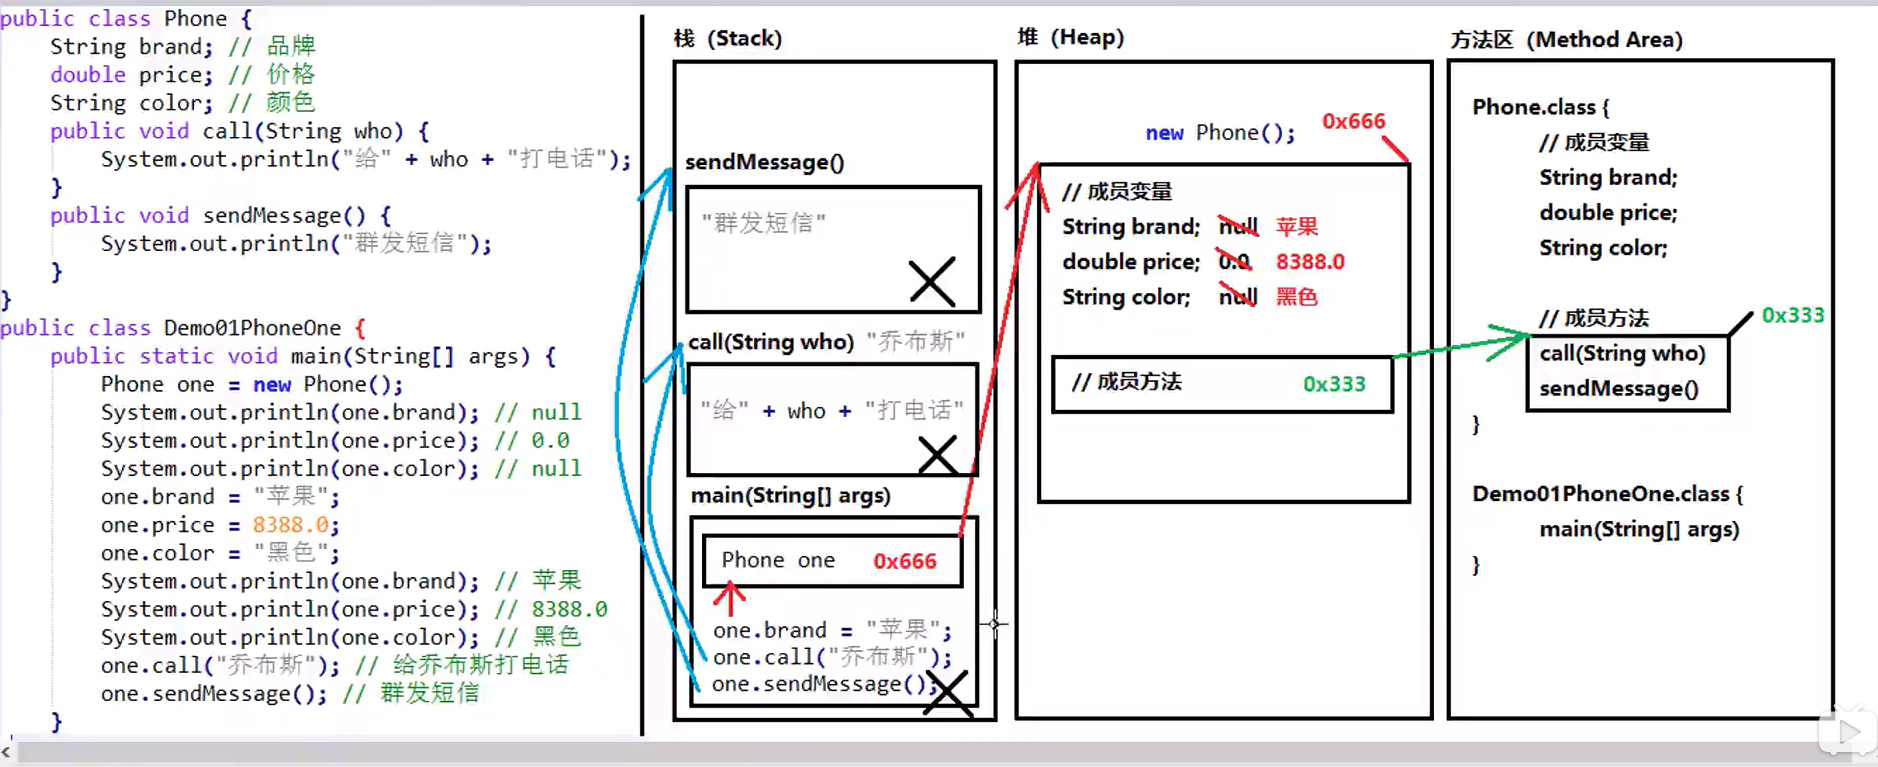 public class Phone {
String brand; // 品牌
double price; // 价格
String color; // 颜色
public void call(String who) {
System.out.println("给" + who + "打电话");
}
public void sendMessage() {
System.out.println("群发短信");
}
}
public class Demo01PhoneOne {
public static void main(String[] args) {
Phone one = new Phone();
System.out.println(one.brand); // null
System.out.println(one.price); // 0.0
System.out.println(one.color); // null
one.brand = "苹果";
one.price = 8388.0;
one.color = "黑色";
System.out.println(one.brand); // 苹果
System.out.println(one.price); // 8388.0
System.out.println(one.color); // 黑色
one.call("乔布斯"); // 给乔布斯打电话
one.sendMessage(); // 群发短信
}
栈 (Stack)
sendMessage()
"群发短信"
call(String who) "乔布斯"
"给" + who + "打电话"
main(String[] args)
Phone one 0x666
one.brand = "苹果";
one.call("乔布斯");
one.sendMessage();
堆 (Heap)
new Phone(); 0x666
// 成员变量
String brand; null 苹果
double price; 0.0 8388.0
String color; null 黑色
// 成员方法 0x333
方法区 (Method Area)
Phone.class {
// 成员变量
String brand;
double price;
String color;
// 成员方法 0x333
call(String who)
sendMessage()
}
Demo01PhoneOne.class {
main(String[] args)
}